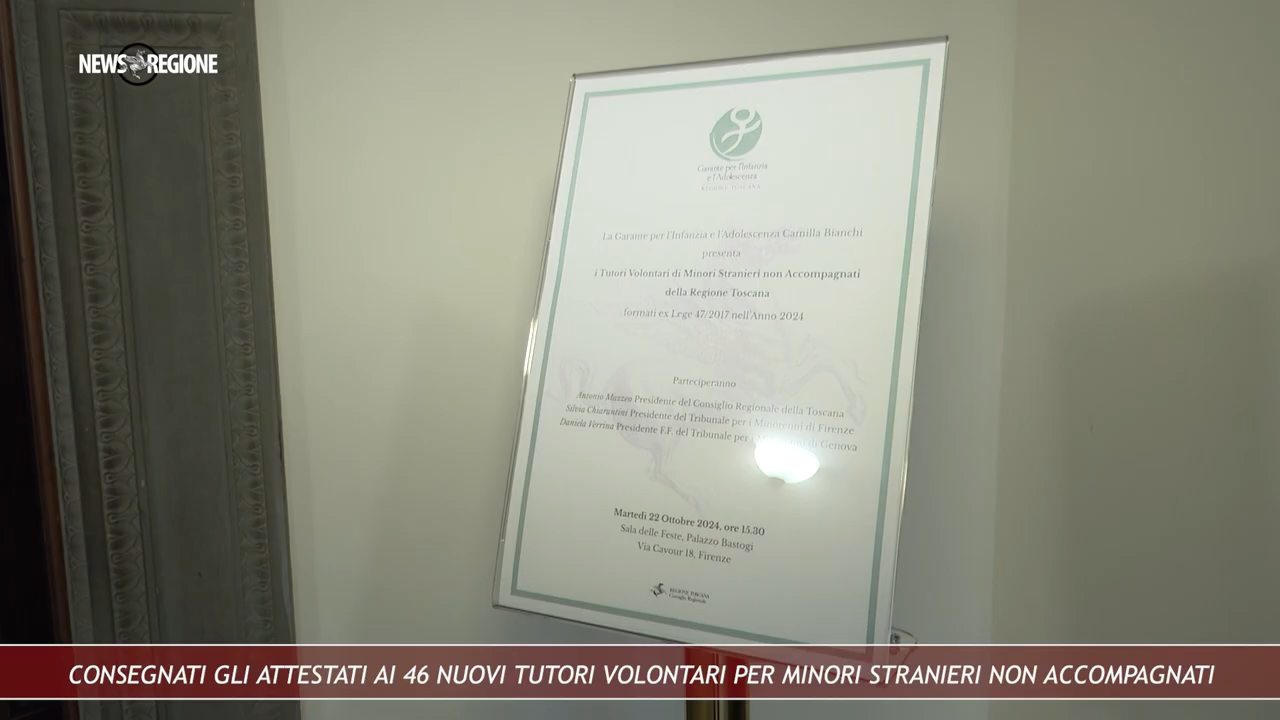 NEWS REGIONE
Garante per l'Infanzia
e l'Adolescenza
REGIONE TOSCANA
La Garante per l'Infanzia e l'Adolescenza Camilla Bianchi
presenta
i Tutori Volontari di Minori Stranieri non Accompagnati
della Regione Toscana
formati ex Lege 47/2017 nell'Anno 2024
Parteciperanno
Antonio Mazzeo Presidente del Consiglio Regionale della Toscana
Silvia Chiarantini Presidente del Tribunale per i Minorenni di Firenze
Daniela Verrina Presidente F.F. del Tribunale per i di Genova
Martedì 22 Ottobre 2024, ore 15.30
Sala delle Feste, Palazzo Bastogi
Via Cavour 18, Firenze
REGIONE TOSCANA
Consiglio Regionale
CONSEGNATI GLI ATTESTATI AI 46 NUOVI TUTORI VOLONTARI PER MINORI STRANIERI NON ACCOMPAGNATI